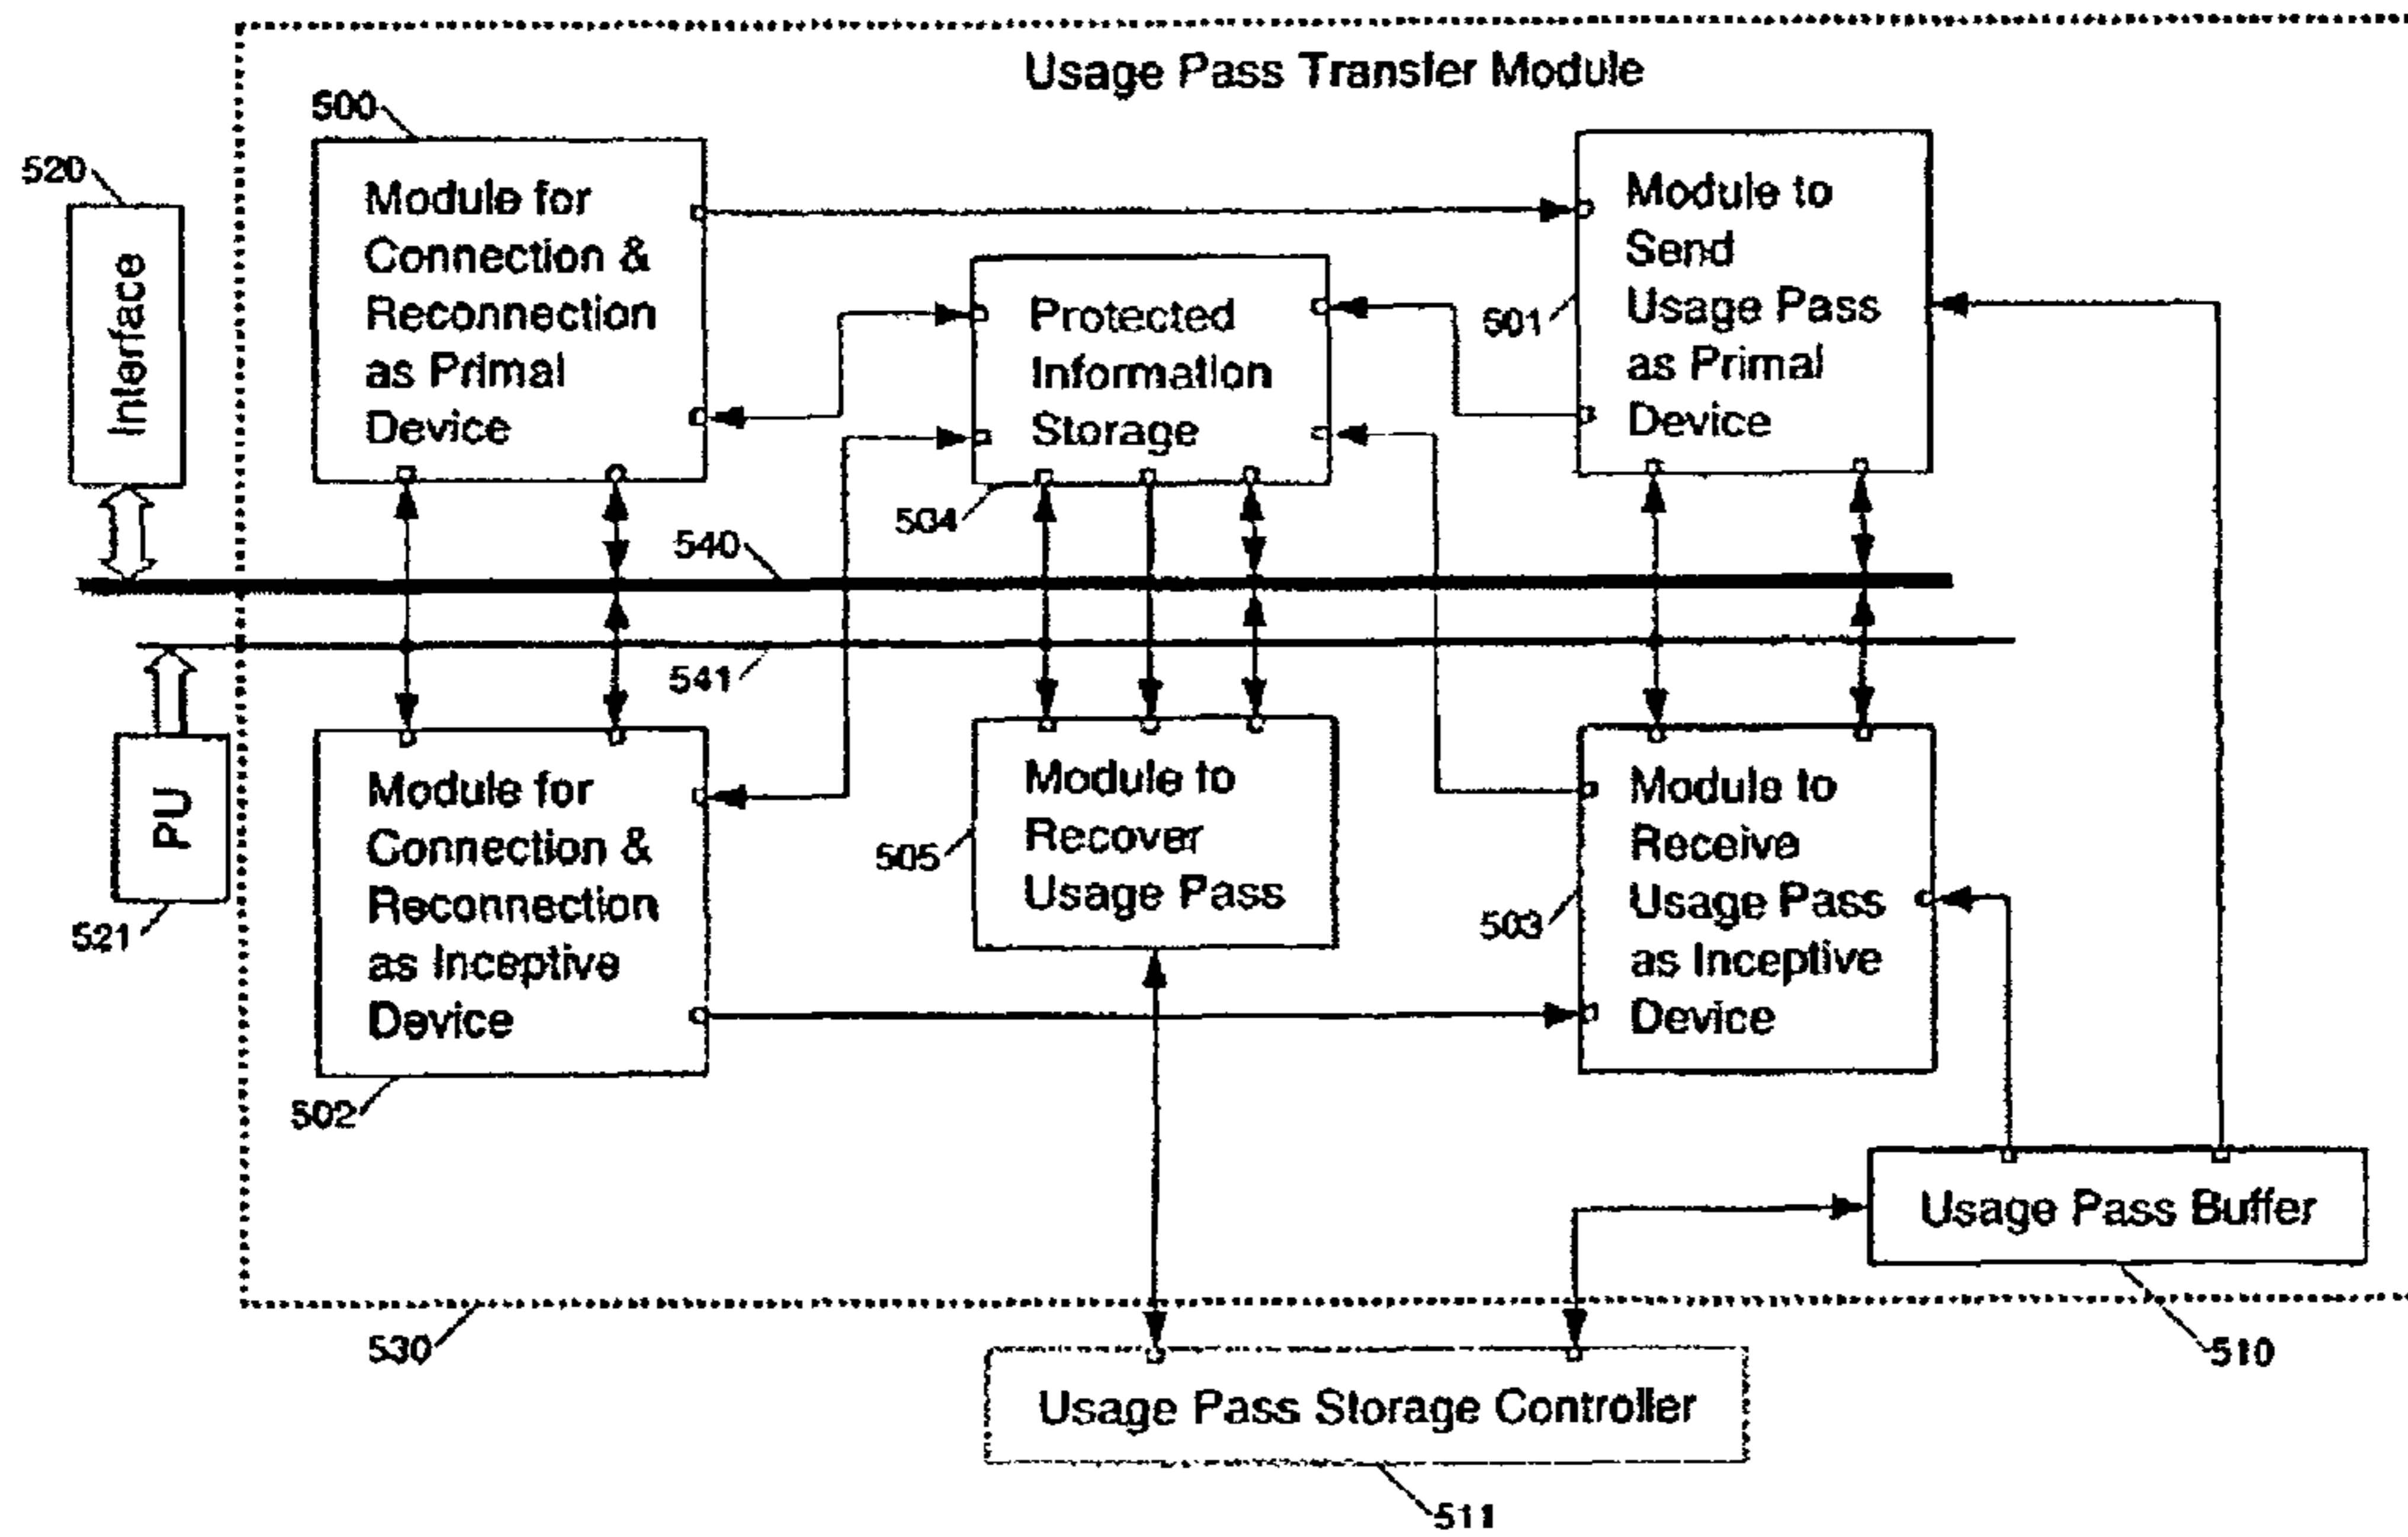 Usage Pass Transfer Module
500
520
Interface
Module for
Connection &
Reconnection
as Primal
Device
Protected
Information
Storage
504
Module to
Send
Usage Pass
as Primal
Device
501
540
541
PU
521
Module for
Connection &
Reconnection
as Inceptive
Device
502
Module to
Recover
Usage Pass
505
Module to
Receive
Usage Pass
as Inceptive
Device
503
Usage Pass Buffer
510
530
Usage Pass Storage Controller
511